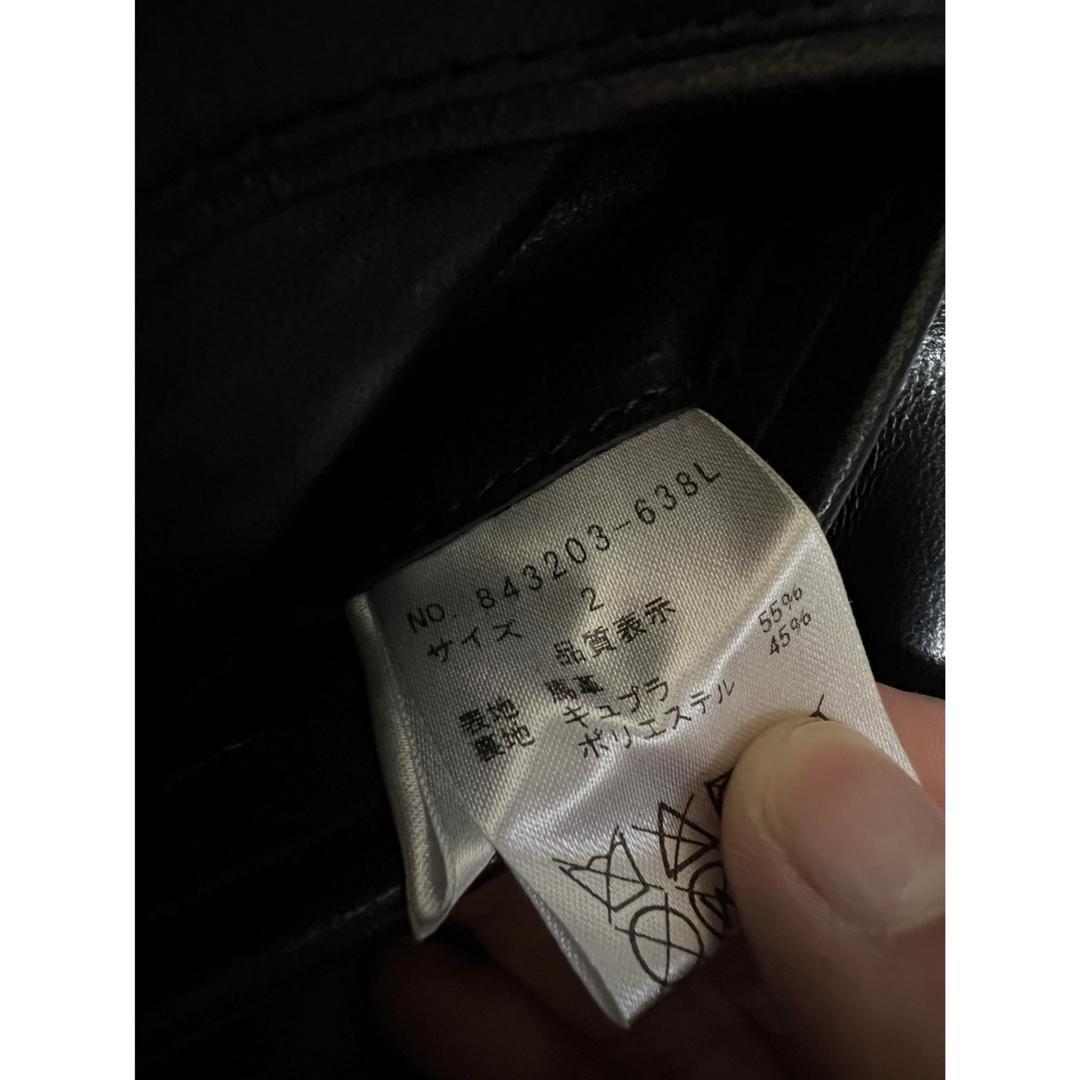 NO. 843203-638L
サイズ 2
品質表示
表地 馬革
裏地 キュプラ 55%
ポリエステル 45%